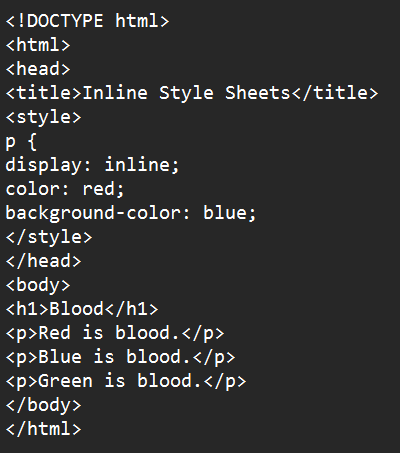 <!DOCTYPE html>
<html>
<head>
<title>Inline Style Sheets</title>
<style>
p {
display: inline;
color: red;
background-color: blue;
</style>
</head>
<body>
<h1>Blood</h1>
<p>Red is blood.</p>
<p>Blue is blood.</p>
<p>Green is blood.</p>
</body>
</html>